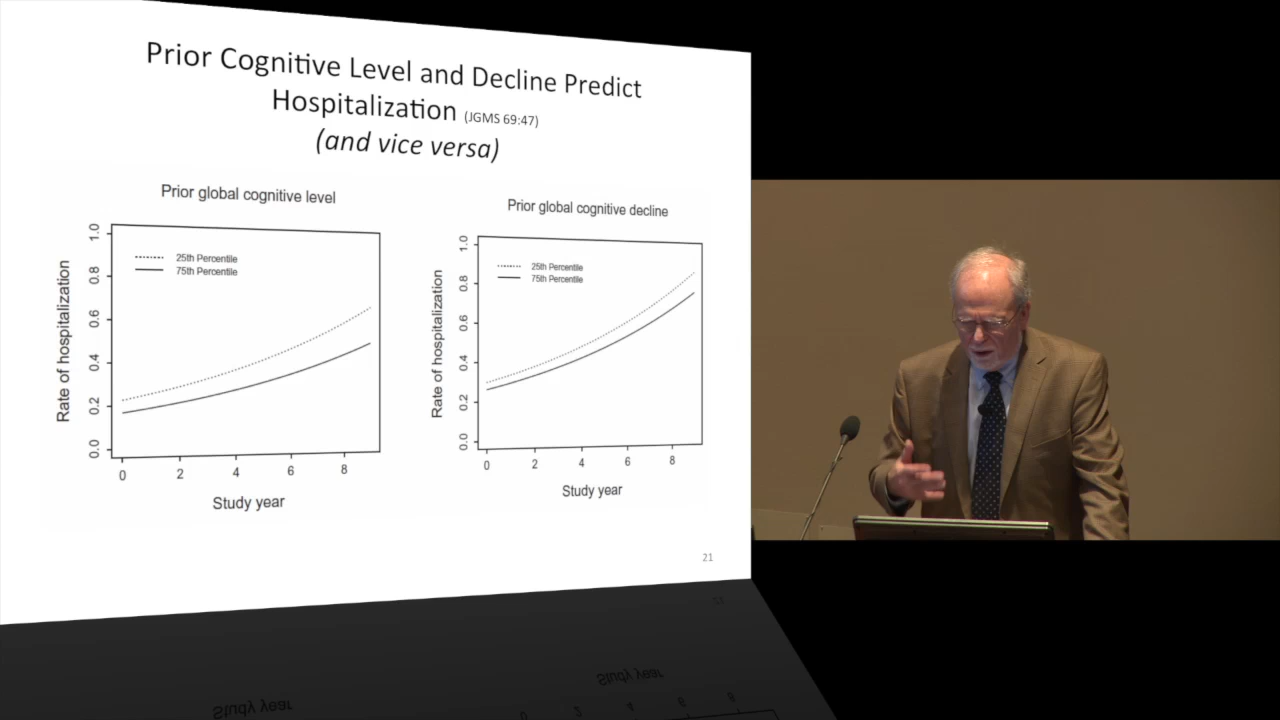 Prior Cognitive Level and Decline Predict
Hospitalization (JGMS 69:47)
(and vice versa)
Prior global cognitive level
Rate of hospitalization
1.0
0.8
0.6
0.4
0.2
0.0
25th Percentile
75th Percentile
0 2 4 6 8
Study year
Prior global cognitive decline
Rate of hospitalization
1.0
0.8
0.6
0.4
0.2
0.0
25th Percentile
75th Percentile
0 2 4 6 8
Study year
21